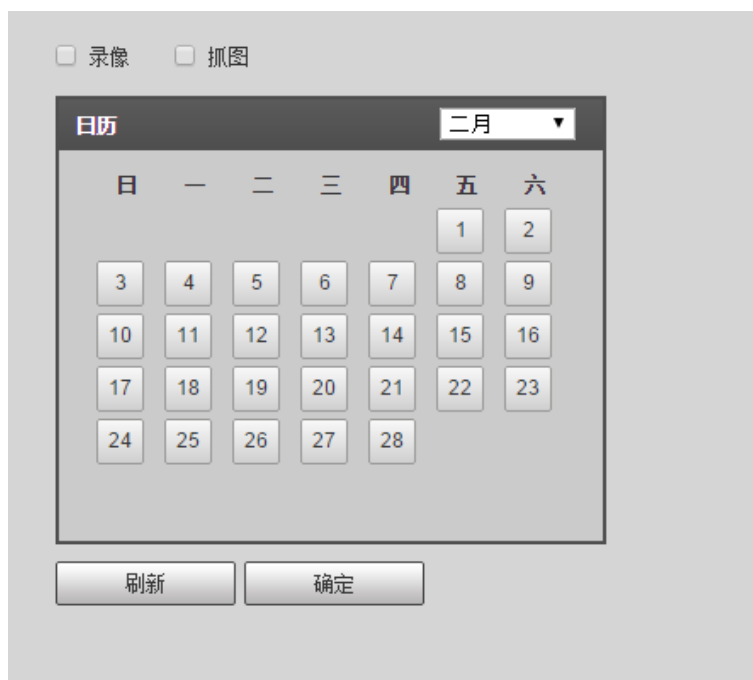 录像 抓图
日历 二月
日 一 二 三 四 五 六
1 2
3 4 5 6 7 8 9
10 11 12 13 14 15 16
17 18 19 20 21 22 23
24 25 26 27 28
刷新 确定